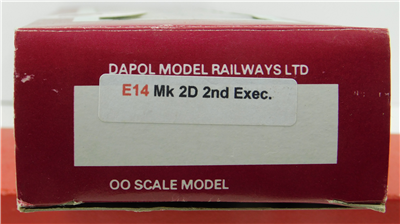 DAPOL MODEL RAILWAYS LTD
E14 Mk 2D 2nd Exec.
OO SCALE MODEL